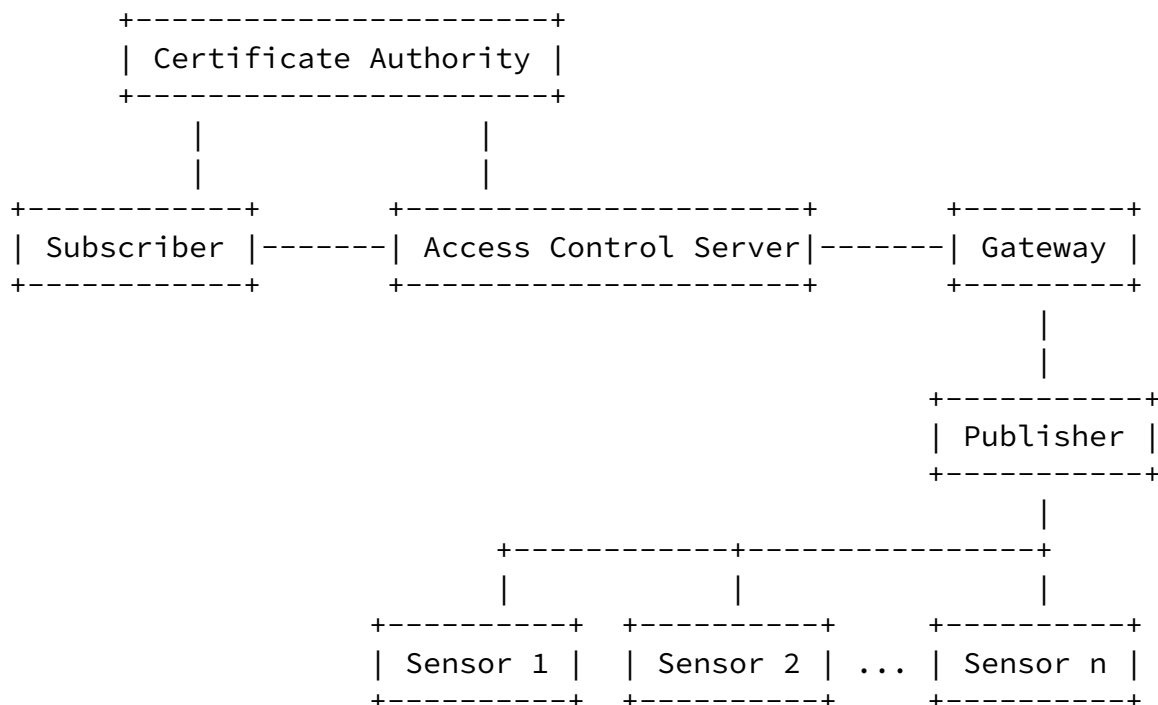 Certificate Authority
Subscriber Access Control Server Gateway
Publisher
Sensor 1 Sensor 2 ... Sensor n